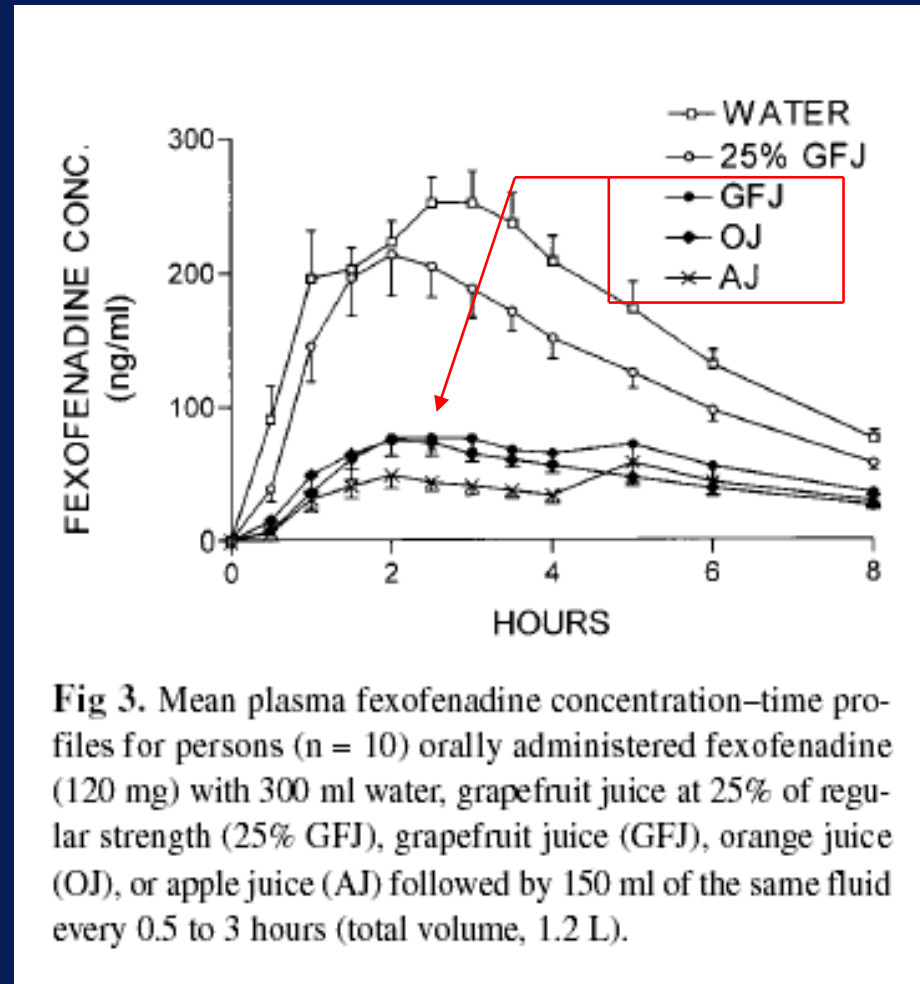 WATER
25% GFJ
GFJ
OJ
AJ
FEXOFENADINE CONC.
(ng/ml)
300
200
100
0
0 2 4 6 8
HOURS
Fig 3. Mean plasma fexofenadine concentration–time pro-
files for persons (n = 10) orally administered fexofenadine
(120 mg) with 300 ml water, grapefruit juice at 25% of regu-
lar strength (25% GFJ), grapefruit juice (GFJ), orange juice
(OJ), or apple juice (AJ) followed by 150 ml of the same fluid
every 0.5 to 3 hours (total volume, 1.2 L).